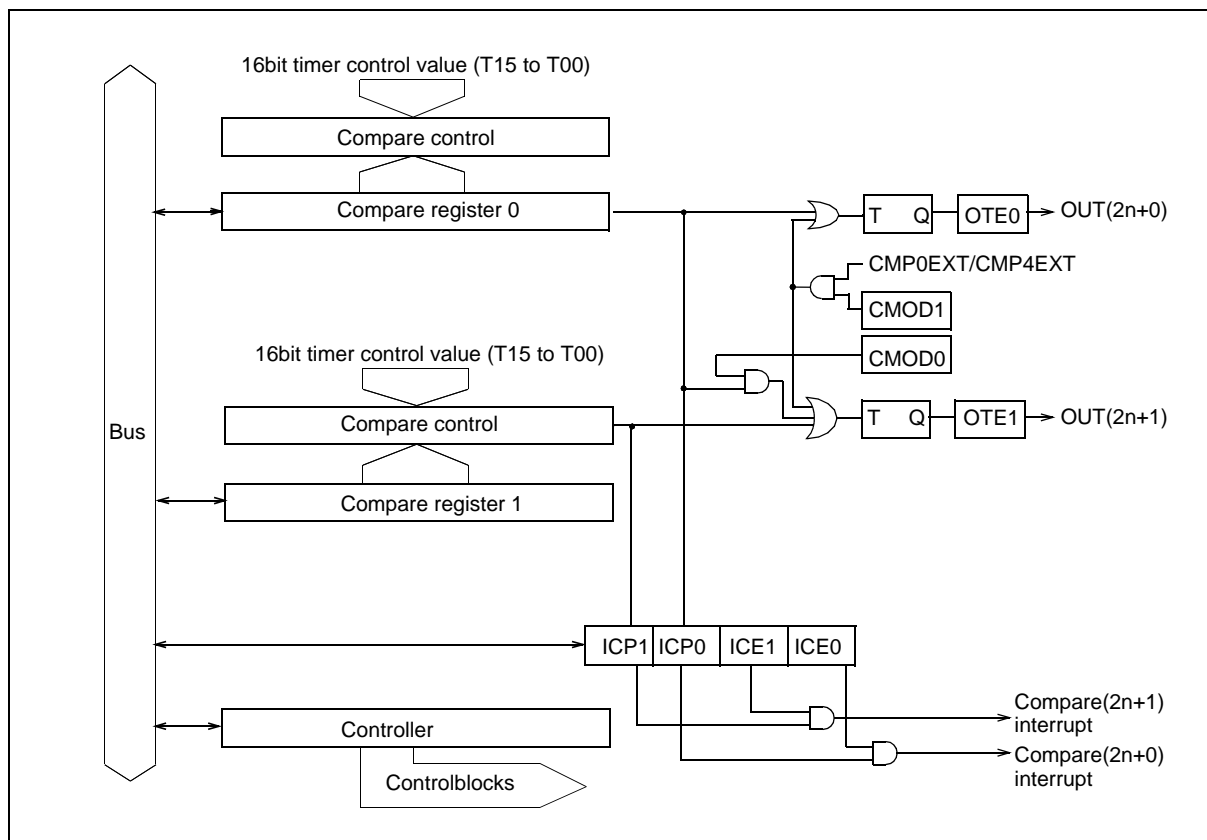 16bit timer control value (T15 to T00)
Compare control
Compare register 0
T Q
OTE0
OUT(2n+0)
CMP0EXT/CMP4EXT
CMOD1
CMOD0
16bit timer control value (T15 to T00)
Compare control
T Q
OTE1
OUT(2n+1)
Bus
Compare register 1
ICP1 ICP0 ICE1 ICE0
Controller
Controlblocks
Compare(2n+1)
interrupt
Compare(2n+0)
interrupt